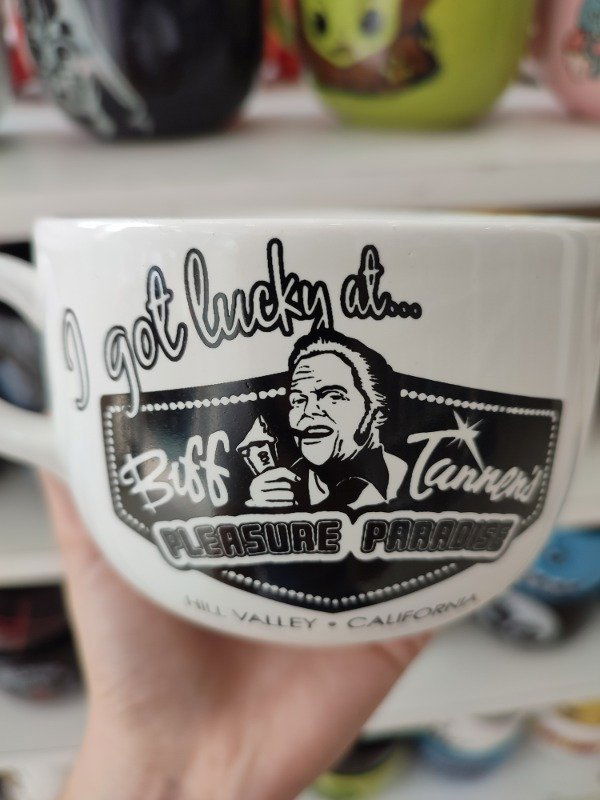 I got lucky at...
Biff Tannen's
PLEASURE PARADISE
HILL VALLEY • CALIFORNIA